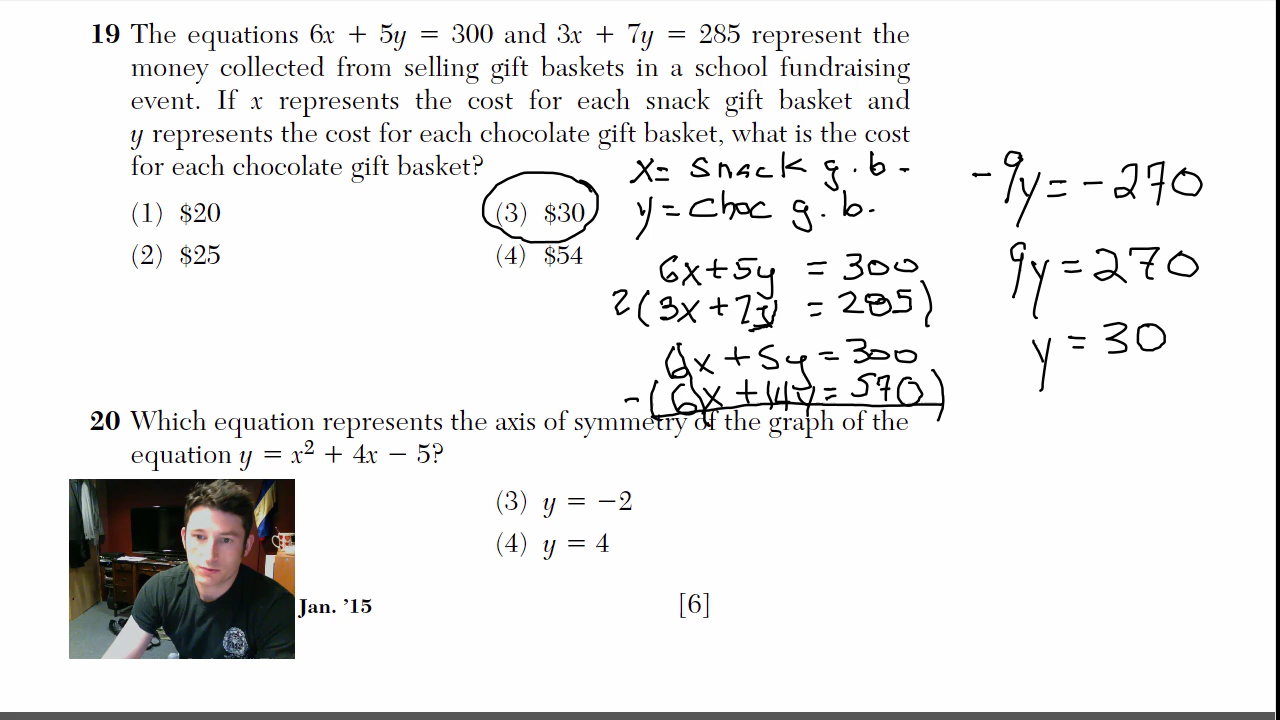 19 The equations 6x + 5y = 300 and 3x + 7y = 285 represent the
money collected from selling gift baskets in a school fundraising
event. If x represents the cost for each snack gift basket and
y represents the cost for each chocolate gift basket, what is the cost
for each chocolate gift basket?
(1) $20
(3) $30
(2) $25
(4) $54
x= snack g.b.
y=choc g.b.
6x+5y = 300
2(3x+7y = 285)
6x+5y=300
-(6x+14y=570)
-9y=-270
9y=270
y=30
20 Which equation represents the axis of symmetry of the graph of the
equation y = x² + 4x − 5?
(3) y = −2
(4) y = 4
Jan. ’15
[6]